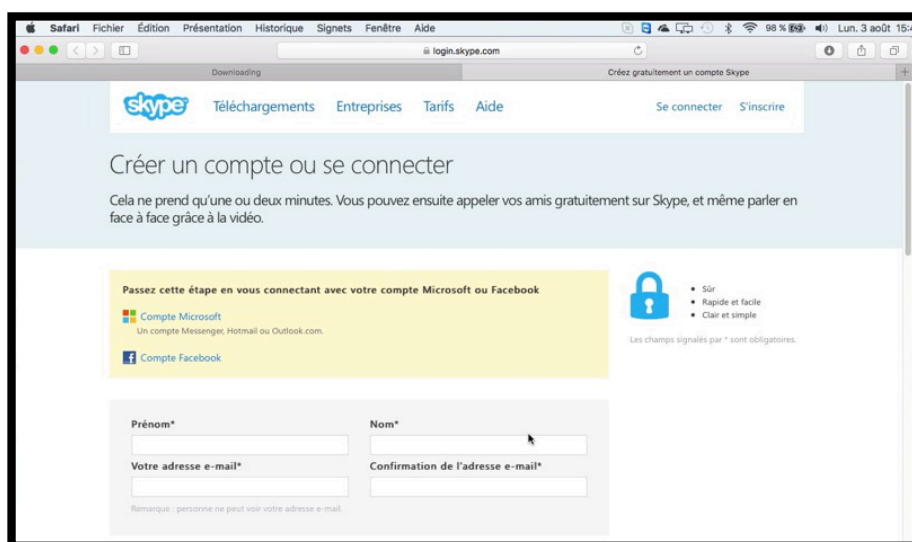 Safari Fichier Édition Présentation Historique Signets Fenêtre Aide 98 % Lun. 3 août 15:4
login.skype.com
Downloading Créez gratuitement un compte Skype
skype Téléchargements Entreprises Tarifs Aide Se connecter S'inscrire
Créer un compte ou se connecter
Cela ne prend qu'une ou deux minutes. Vous pouvez ensuite appeler vos amis gratuitement sur Skype, et même parler en
face à face grâce à la vidéo.
Passez cette étape en vous connectant avec votre compte Microsoft ou Facebook
Compte Microsoft
Un compte Messenger, Hotmail ou Outlook.com.
Compte Facebook
Sûr
Rapide et facile
Clair et simple
Les champs signalés par * sont obligatoires.
Prénom* Nom*
Votre adresse e-mail* Confirmation de l'adresse e-mail*
Remarque : personne ne peut voir votre adresse e-mail.